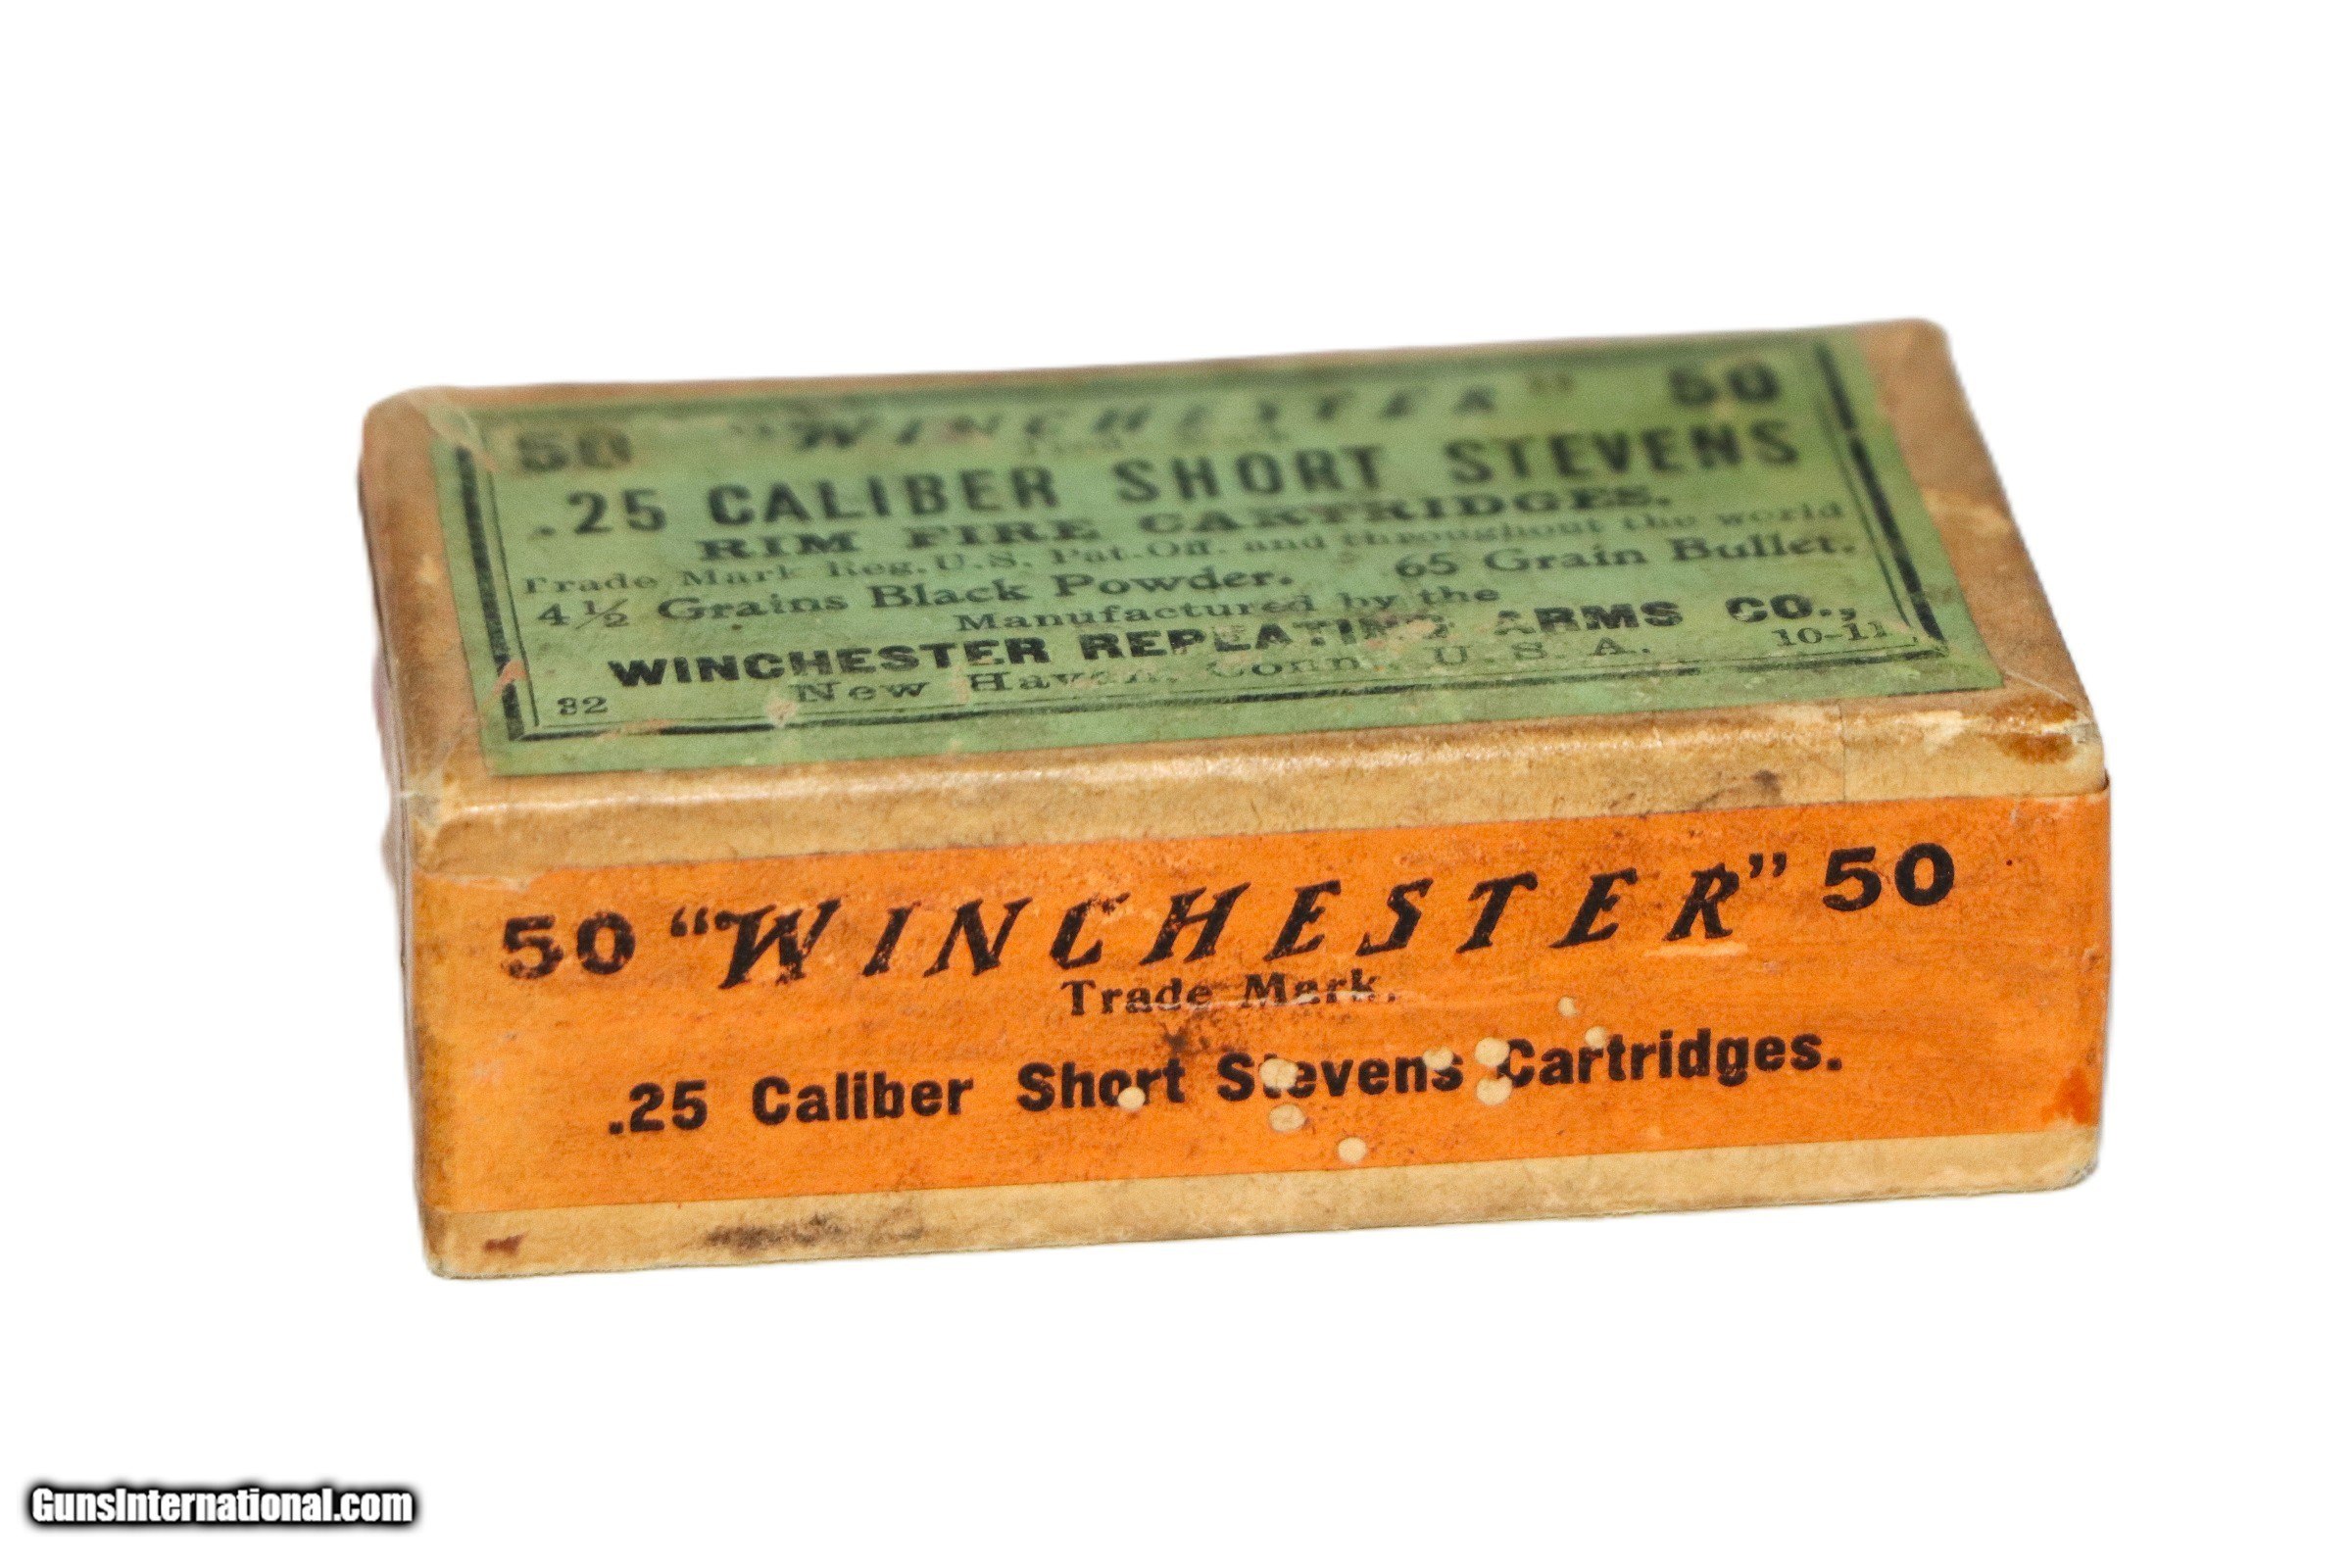 50 "WINCHESTER" 50
.25 CALIBER SHORT STEVENS
RIM FIRE CARTRIDGES.
Trade Mark Reg. U.S. Pat. Off. and throughout the world
4½ Grains Black Powder. 65 Grain Bullet.
Manufactured by the
WINCHESTER REPEATING ARMS CO.,
New Haven, Conn., U. S. A.
82 10-11
50 "WINCHESTER" 50
Trade Mark.
.25 Caliber Short Stevens Cartridges.
GunsInternational.com